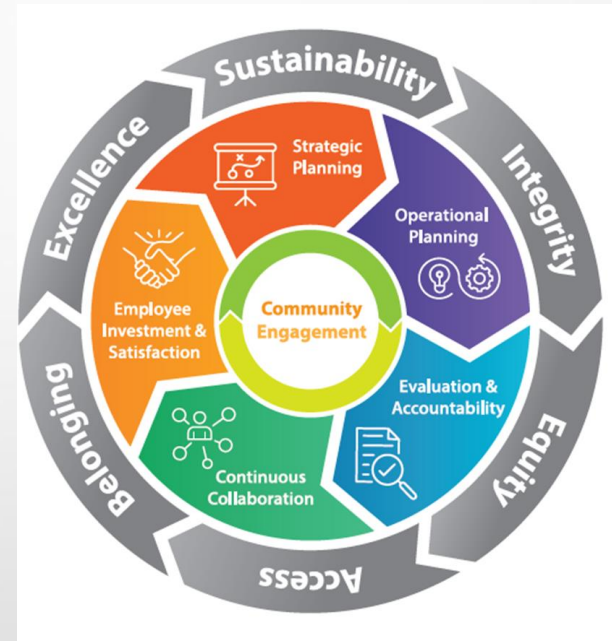 Sustainability
Integrity
Equity
Access
Belonging
Excellence
Strategic
Planning
Operational
Planning
Evaluation &
Accountability
Continuous
Collaboration
Employee
Investment &
Satisfaction
Community
Engagement